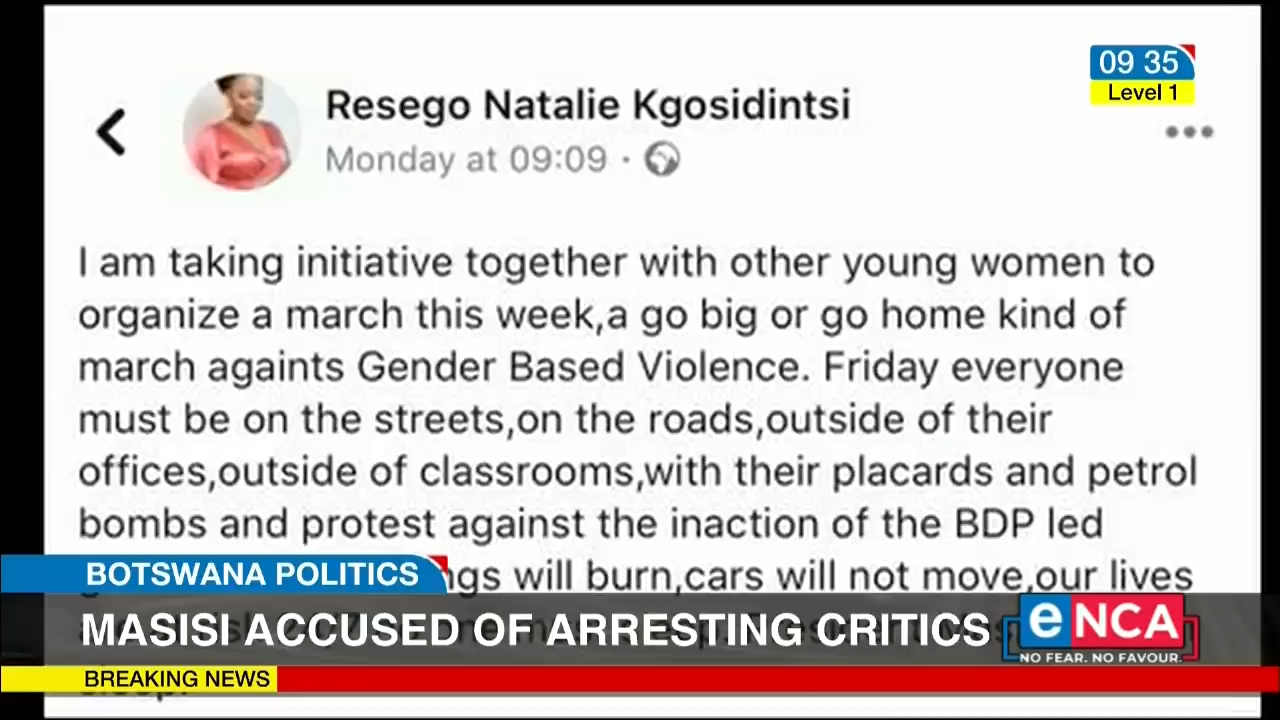 09 35
Level 1
Resego Natalie Kgosidintsi
Monday at 09:09
I am taking initiative together with other young women to
organize a march this week,a go big or go home kind of
march againts Gender Based Violence. Friday everyone
must be on the streets,on the roads,outside of their
offices,outside of classrooms,with their placards and petrol
bombs and protest against the inaction of the BDP led
will burn,cars will not move,our lives
BOTSWANA POLITICS
MASISI ACCUSED OF ARRESTING CRITICS
eNCA
NO FEAR. NO FAVOUR.
BREAKING NEWS